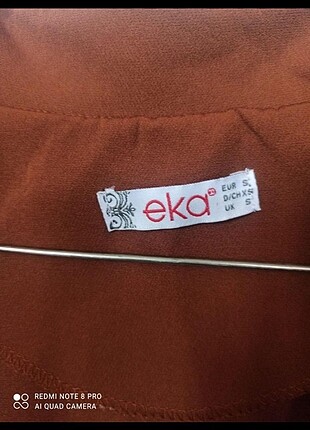 eka®
EUR S
D/CH XS
UK S
REDMI NOTE 8 PRO
AI QUAD CAMERA